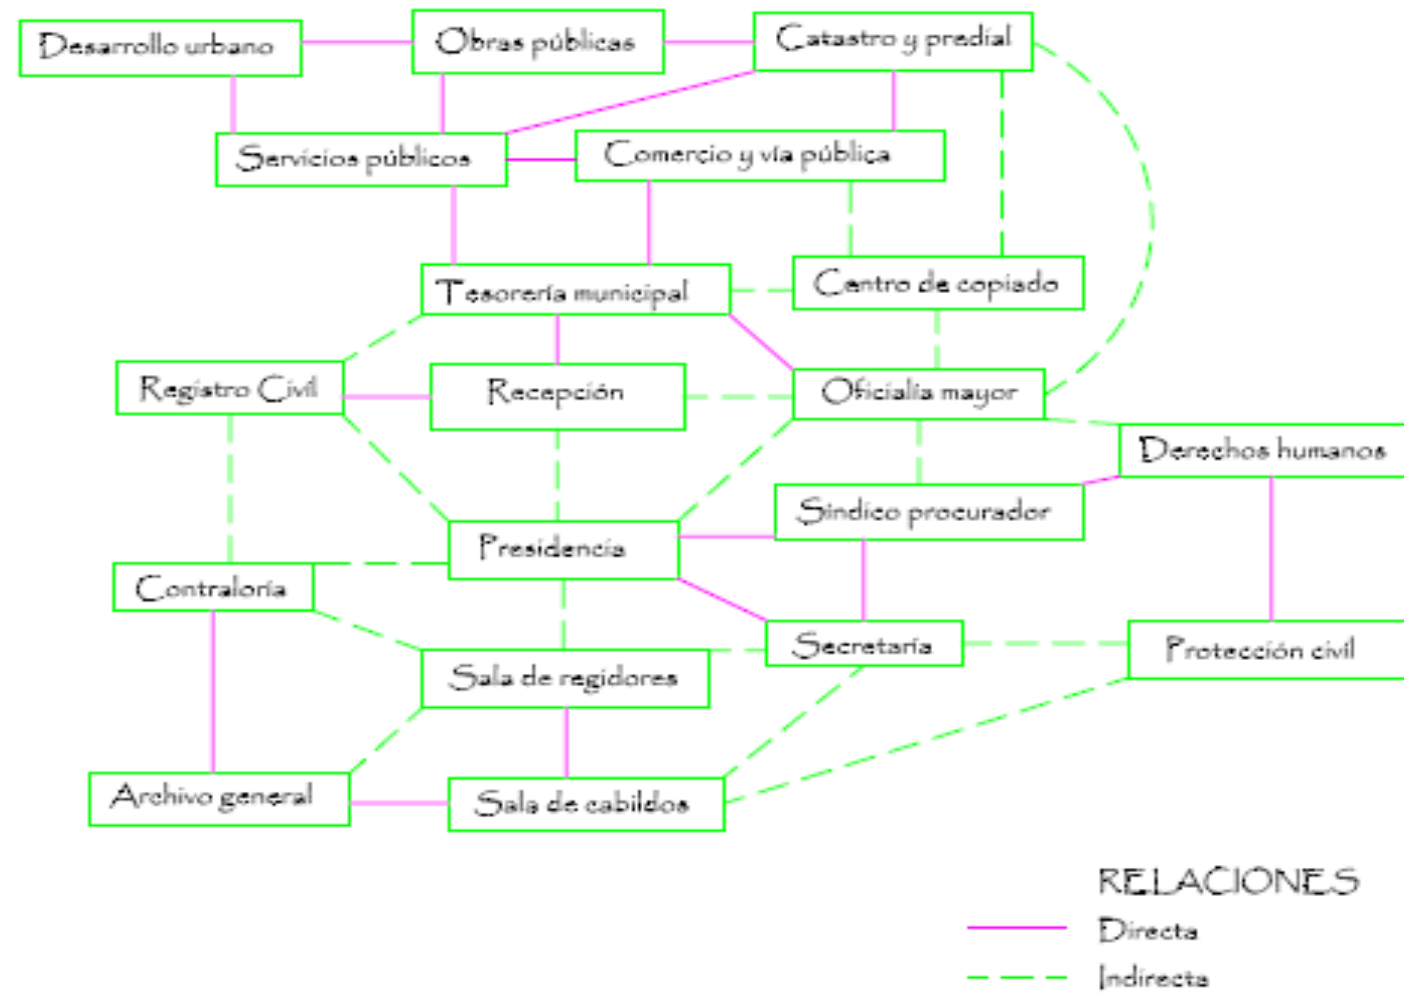 Desarrollo urbano
Obras públicas
Catastro y predial
Servicios públicos
Comercio y vía pública
Tesorería municipal
Centro de copiado
Registro Civil
Recepción
Oficialía mayor
Derechos humanos
Síndico procurador
Presidencia
Contraloría
Secretaría
Protección civil
Sala de regidores
Archivo general
Sala de cabildos
RELACIONES
Directa
Indirecta